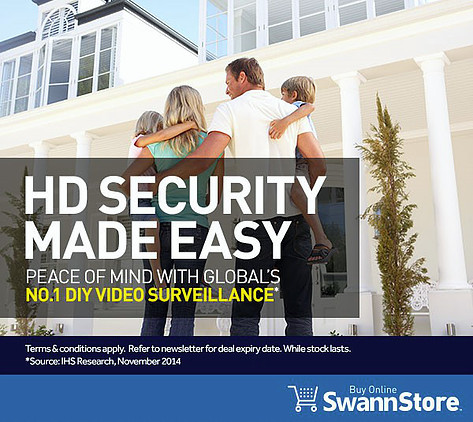 HD SECURITY
MADE EASY
PEACE OF MIND WITH GLOBAL'S
NO.1 DIY VIDEO SURVEILLANCE*
Terms & conditions apply. Refer to newsletter for deal expiry date. While stock lasts.
*Source: IHS Research, November 2014
Buy Online
SwannStore™